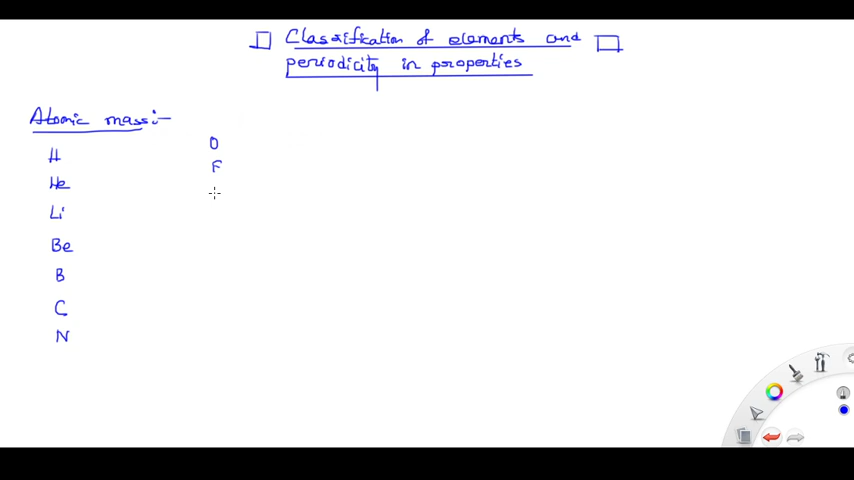 Classification of elements and
periodicity in properties
Atomic mass:-
H
He
Li
Be
B
C
N
O
F